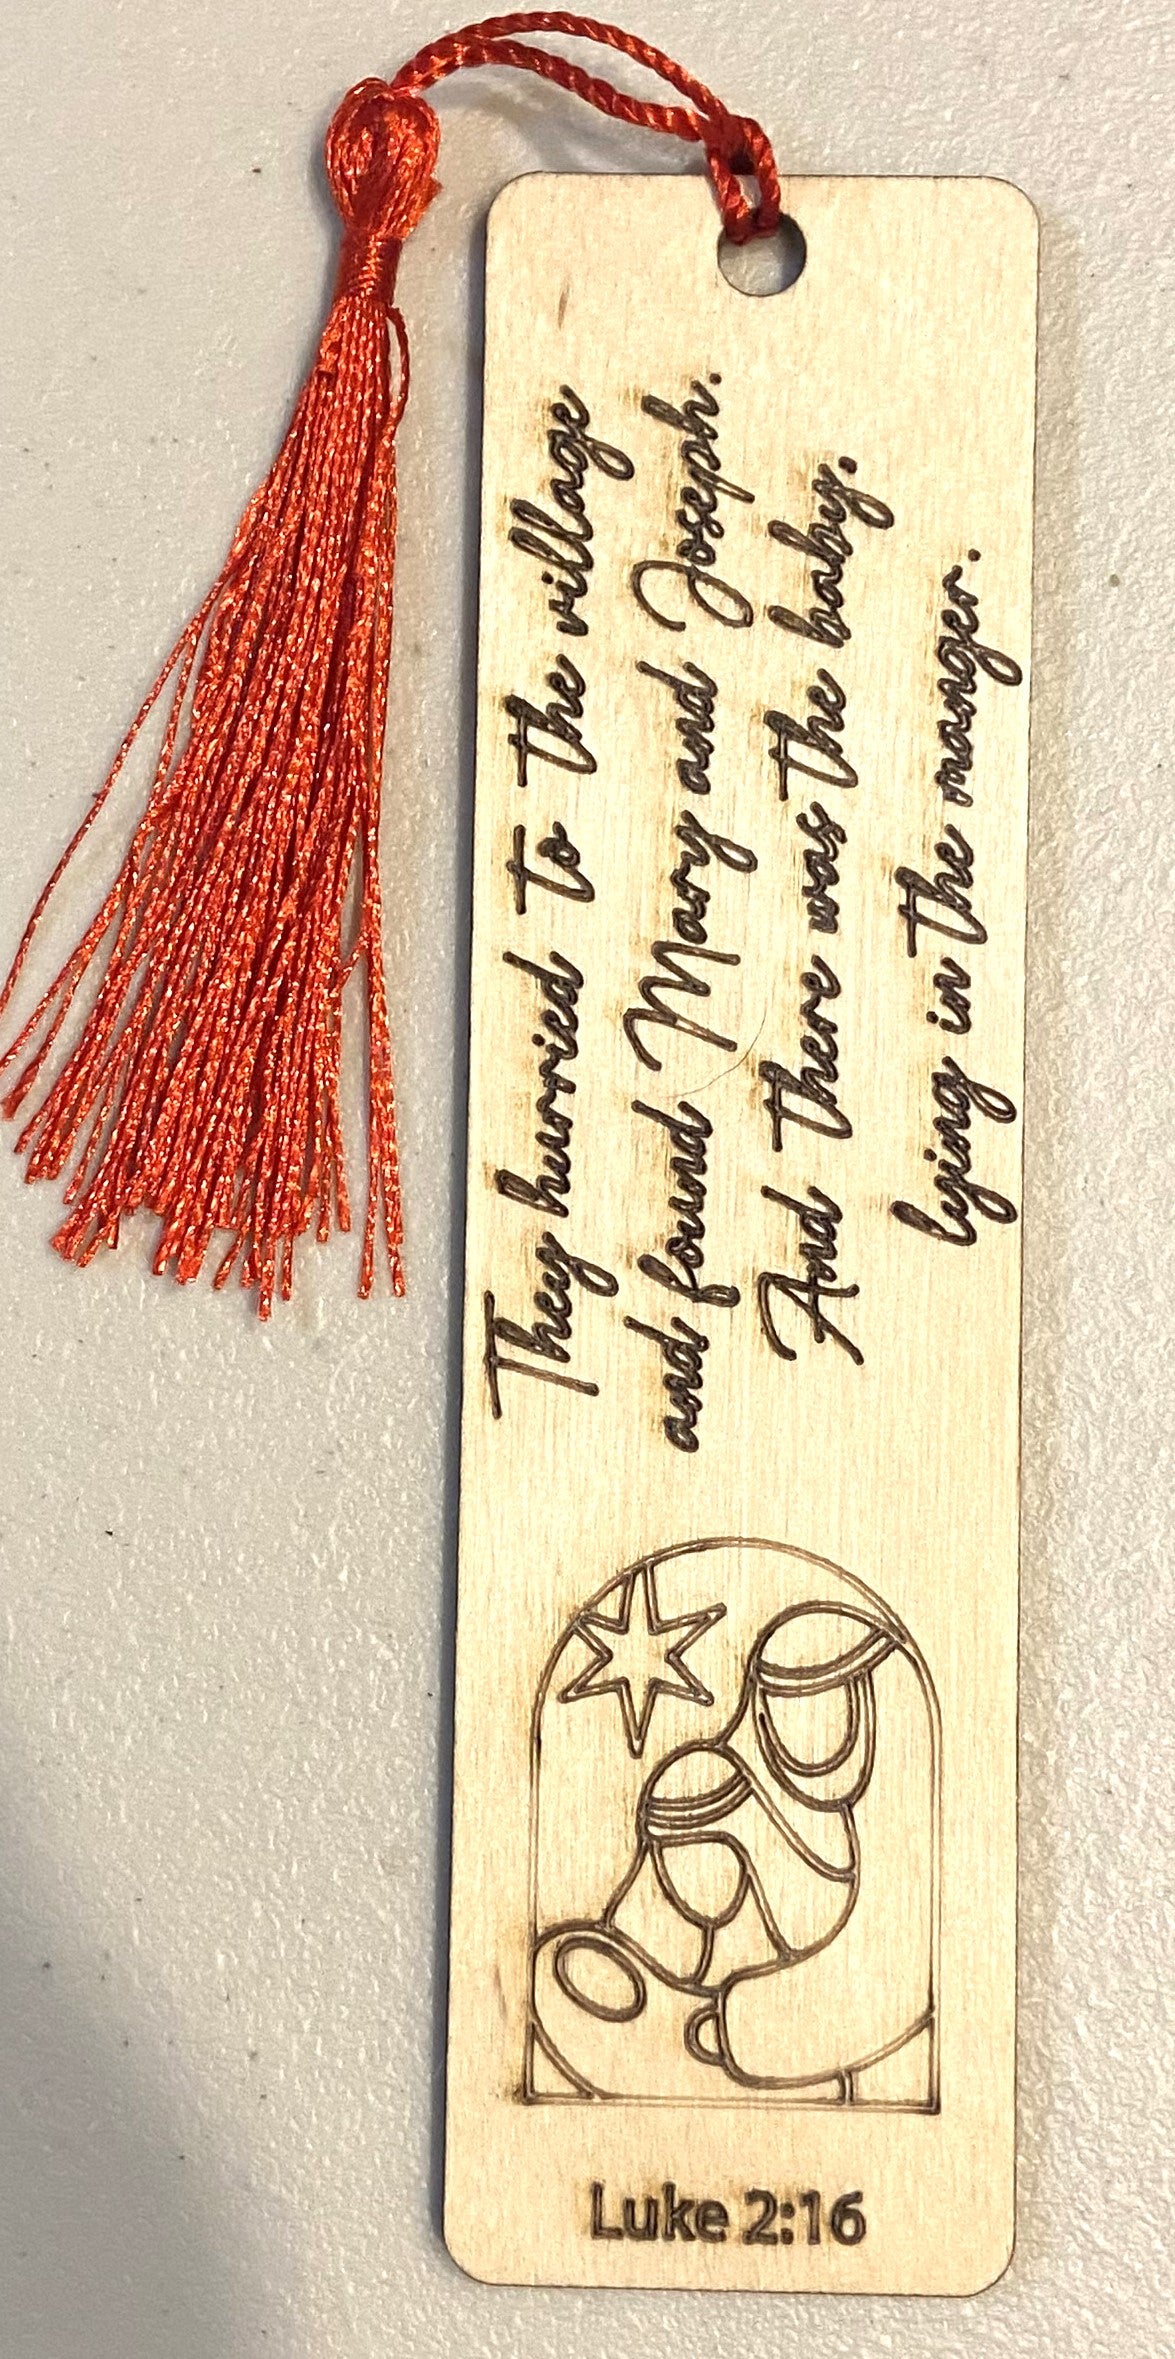 They hurried to the village
and found Mary and Joseph.
And there was the baby.
lying in the manger.
Luke 2:16